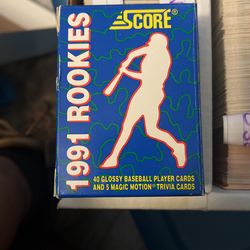 SCORE
1991 ROOKIES
40 GLOSSY BASEBALL PLAYER CARDS
AND 5 MAGIC MOTION® TRIVIA CARDS